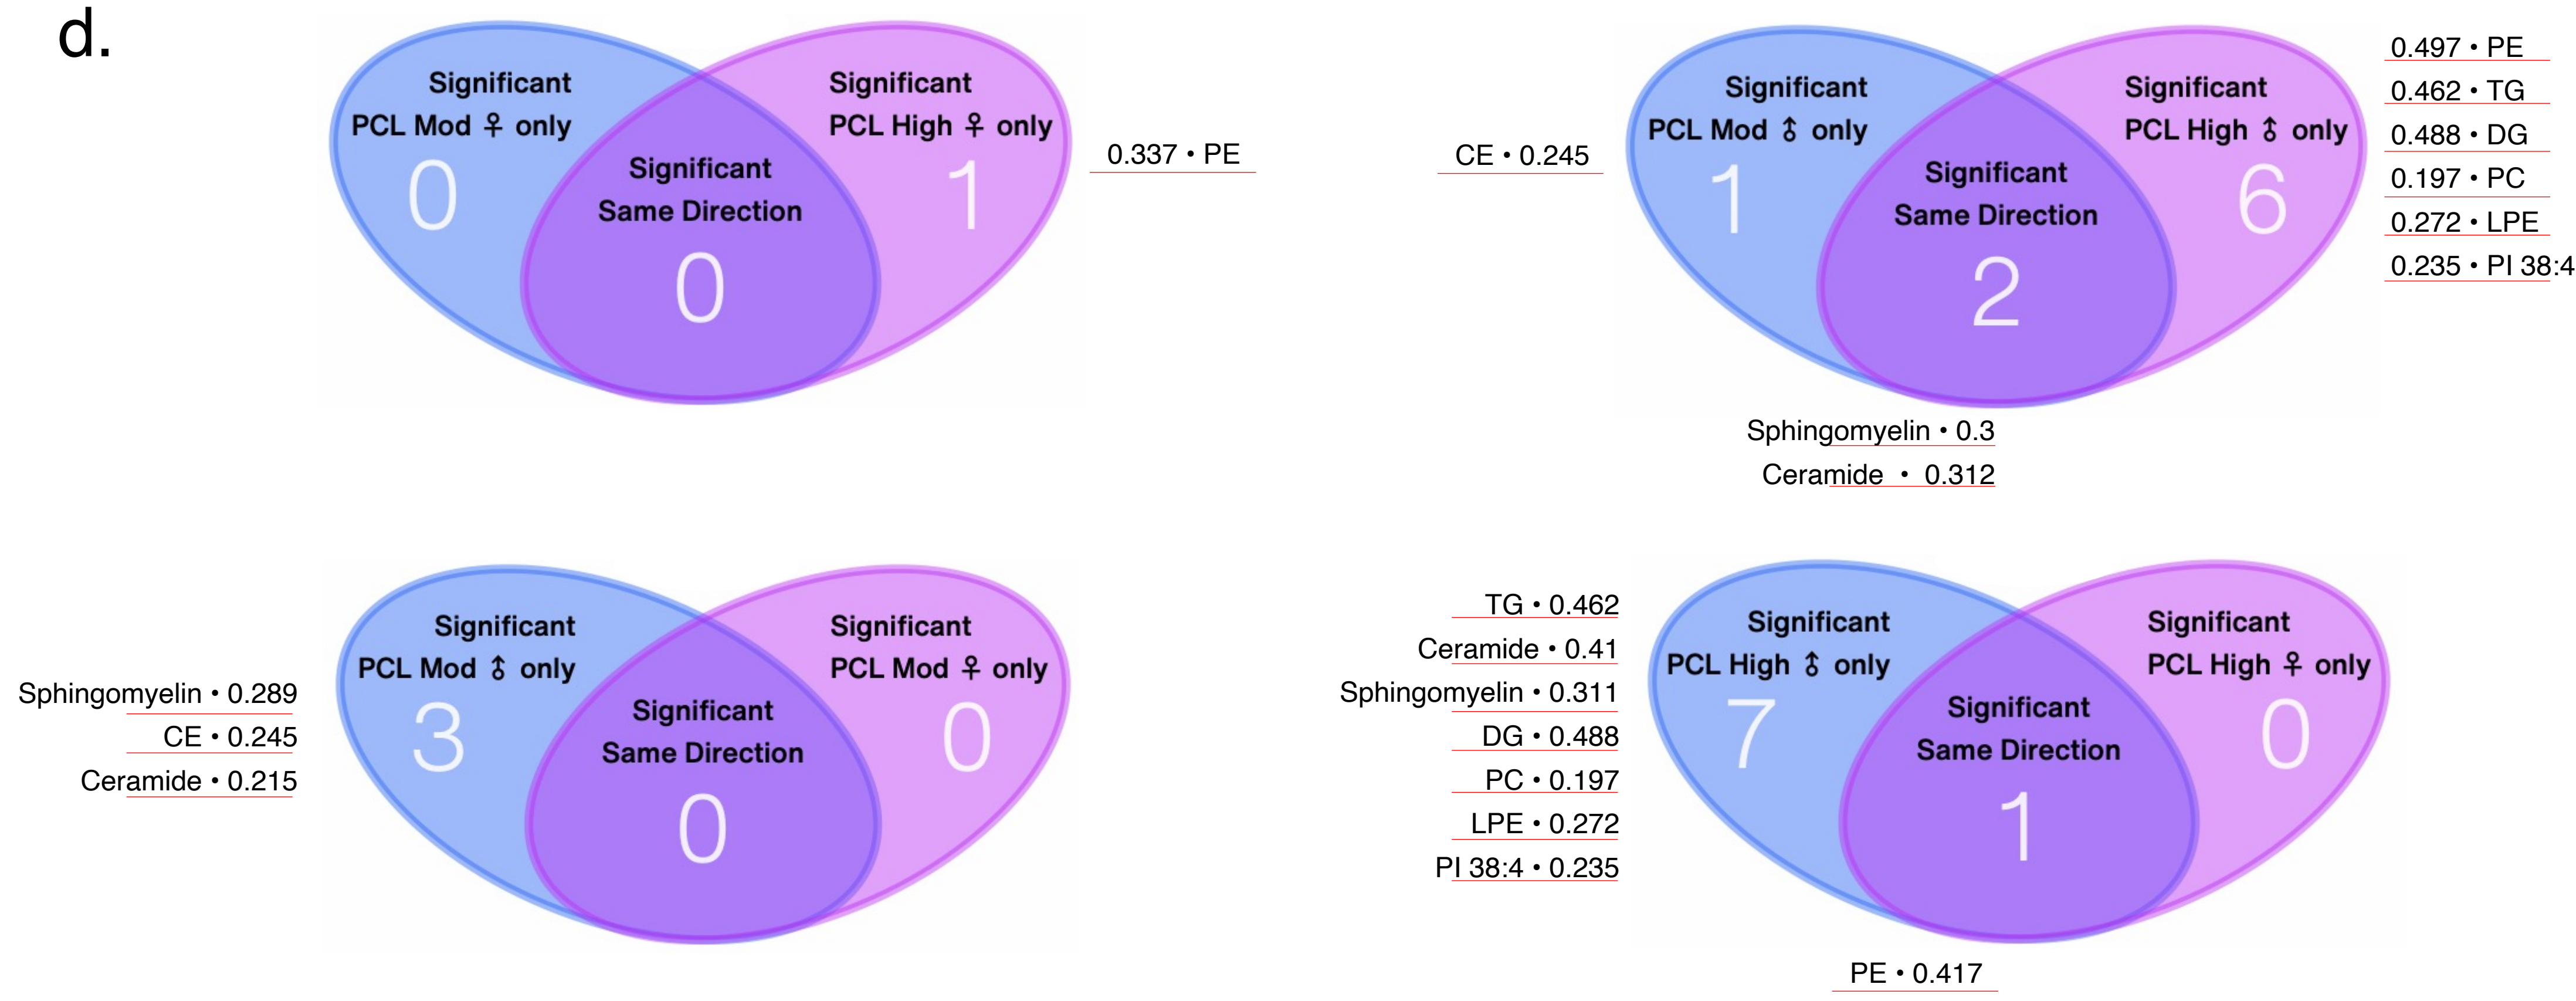 d.
Significant
PCL Mod ♀ only
0
Significant
Same Direction
0
Significant
PCL High ♀ only
1
0.337 • PE
CE • 0.245
Significant
PCL Mod ⚦ only
1
Significant
Same Direction
2
Significant
PCL High ⚦ only
6
0.497 • PE
0.462 • TG
0.488 • DG
0.197 • PC
0.272 • LPE
0.235 • PI 38:4
Sphingomyelin • 0.3
Ceramide • 0.312
Sphingomyelin • 0.289
CE • 0.245
Ceramide • 0.215
Significant
PCL Mod ⚦ only
3
Significant
Same Direction
0
Significant
PCL Mod ♀ only
0
TG • 0.462
Ceramide • 0.41
Sphingomyelin • 0.311
DG • 0.488
PC • 0.197
LPE • 0.272
PI 38:4 • 0.235
Significant
PCL High ⚦ only
7
Significant
Same Direction
1
Significant
PCL High ♀ only
0
PE • 0.417